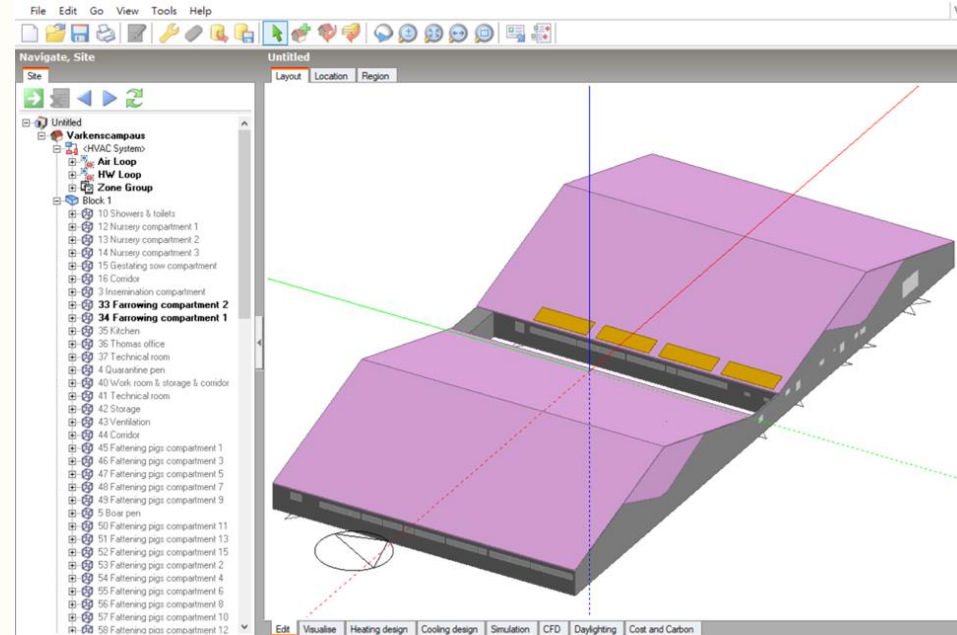 File Edit Go View Tools Help
Navigate, Site
Untitled
Site
Layout Location Region
Untitled
Varkenscampaus
<HVAC System>
Air Loop
HW Loop
Zone Group
Block 1
10 Showers & toilets
12 Nursery compartment 1
13 Nursery compartment 2
14 Nursery compartment 3
15 Gestating sow compartment
16 Corridor
3 Insemination compartment
33 Farrowing compartment 2
34 Farrowing compartment 1
35 Kitchen
36 Thomas office
37 Technical room
4 Quarantine pen
40 Work room & storage & corridor
41 Technical room
42 Storage
43 Ventilation
44 Corridor
45 Fattening pigs compartment 1
46 Fattening pigs compartment 3
47 Fattening pigs compartment 5
48 Fattening pigs compartment 7
49 Fattening pigs compartment 9
5 Boar pen
50 Fattening pigs compartment 11
51 Fattening pigs compartment 13
52 Fattening pigs compartment 15
53 Fattening pigs compartment 2
54 Fattening pigs compartment 4
55 Fattening pigs compartment 6
56 Fattening pigs compartment 8
57 Fattening pigs compartment 10
58 Fattening pigs compartment 12
Edit Visualise Heating design Cooling design Simulation CFD Daylighting Cost and Carbon